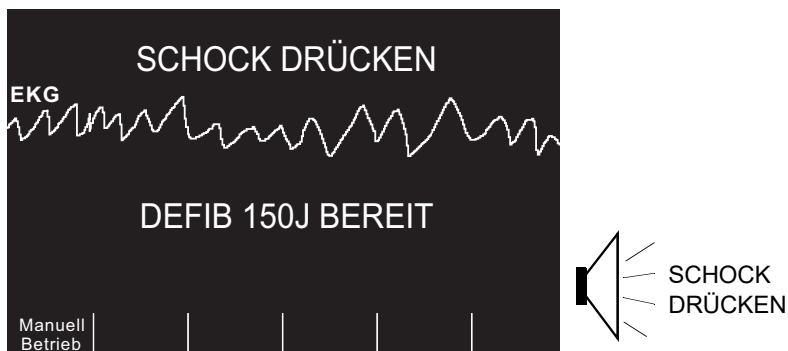 SCHOCK DRÜCKEN
EKG
DEFIB 150J BEREIT
SCHOCK
DRÜCKEN
Manuell
Betrieb